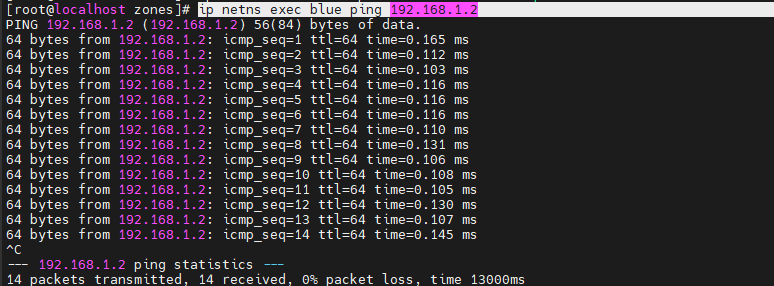 [root@localhost zones]# ip netns exec blue ping 192.168.1.2
PING 192.168.1.2 (192.168.1.2) 56(84) bytes of data.
64 bytes from 192.168.1.2: icmp_seq=1 ttl=64 time=0.165 ms
64 bytes from 192.168.1.2: icmp_seq=2 ttl=64 time=0.112 ms
64 bytes from 192.168.1.2: icmp_seq=3 ttl=64 time=0.103 ms
64 bytes from 192.168.1.2: icmp_seq=4 ttl=64 time=0.116 ms
64 bytes from 192.168.1.2: icmp_seq=5 ttl=64 time=0.116 ms
64 bytes from 192.168.1.2: icmp_seq=6 ttl=64 time=0.116 ms
64 bytes from 192.168.1.2: icmp_seq=7 ttl=64 time=0.110 ms
64 bytes from 192.168.1.2: icmp_seq=8 ttl=64 time=0.131 ms
64 bytes from 192.168.1.2: icmp_seq=9 ttl=64 time=0.106 ms
64 bytes from 192.168.1.2: icmp_seq=10 ttl=64 time=0.108 ms
64 bytes from 192.168.1.2: icmp_seq=11 ttl=64 time=0.105 ms
64 bytes from 192.168.1.2: icmp_seq=12 ttl=64 time=0.130 ms
64 bytes from 192.168.1.2: icmp_seq=13 ttl=64 time=0.107 ms
64 bytes from 192.168.1.2: icmp_seq=14 ttl=64 time=0.145 ms
^C
--- 192.168.1.2 ping statistics ---
14 packets transmitted, 14 received, 0% packet loss, time 13000ms